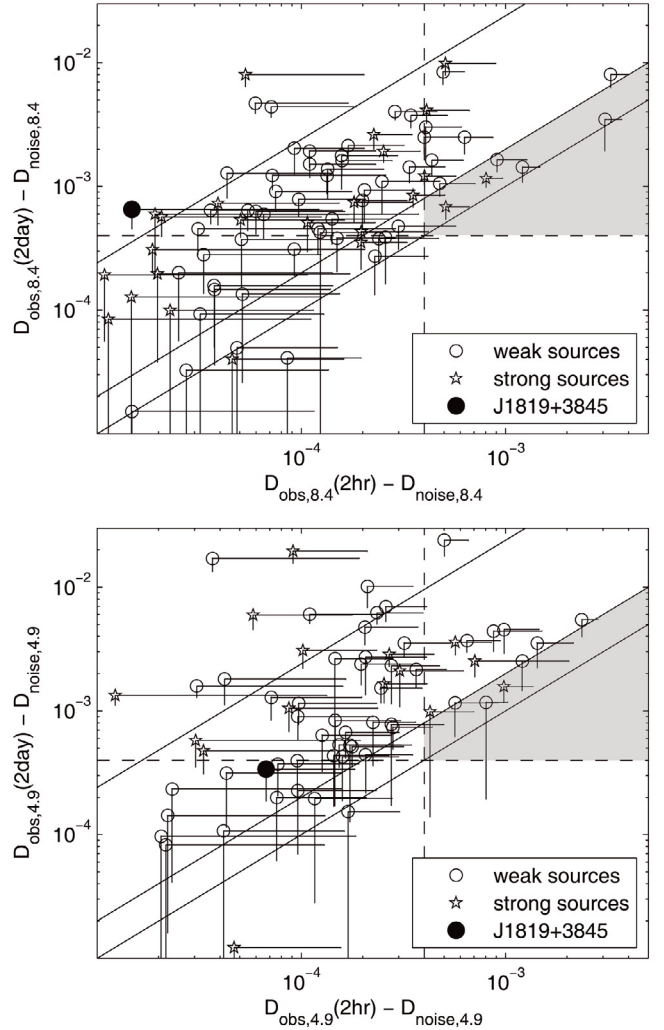 10⁻²
10⁻³
10⁻⁴
D_obs,8.4(2day) − D_noise,8.4
weak sources
strong sources
J1819+3845
10⁻⁴ 10⁻³
D_obs,8.4(2hr) − D_noise,8.4
10⁻²
10⁻³
10⁻⁴
D_obs,4.9(2day) − D_noise,4.9
weak sources
strong sources
J1819+3845
10⁻⁴ 10⁻³
D_obs,4.9(2hr) − D_noise,4.9